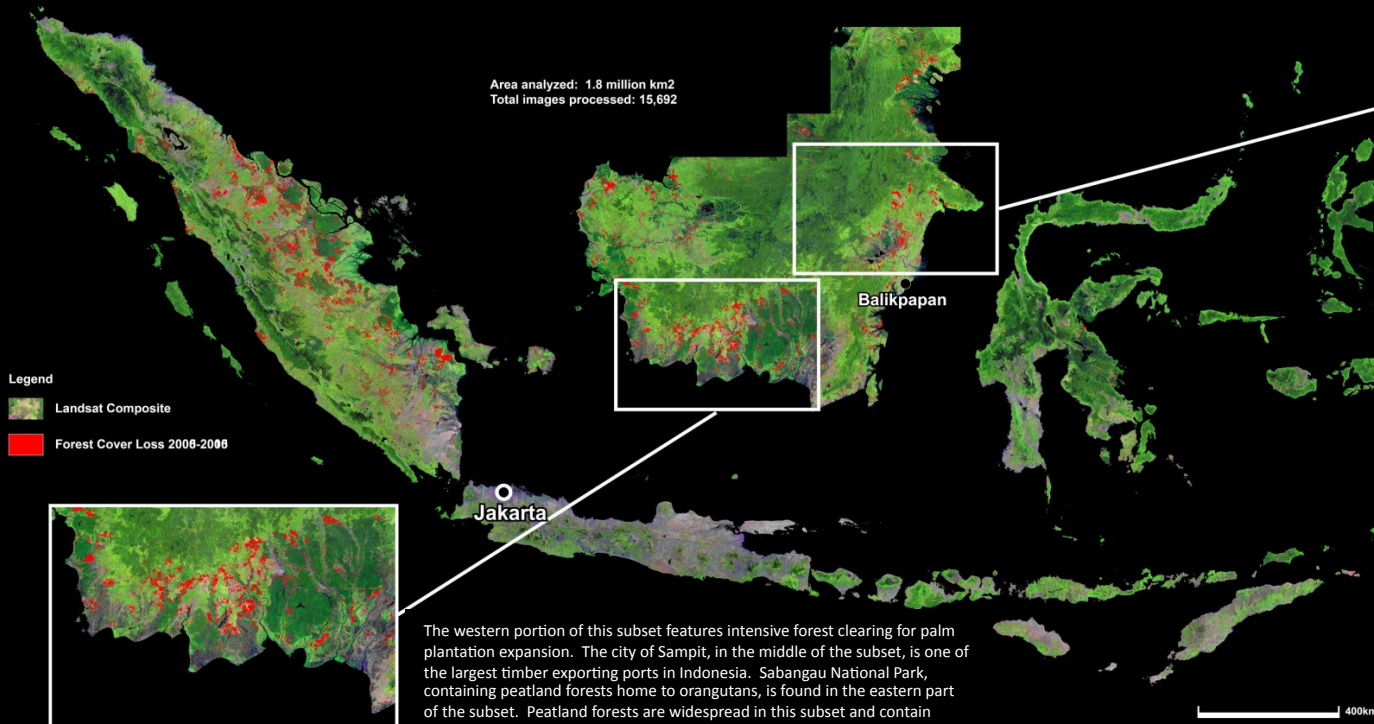 Area analyzed: 1.8 million km2
Total images processed: 15,692
Balikpapan
Legend
Landsat Composite
Forest Cover Loss
Jakarta
The western portion of this subset features intensive forest clearing for palm
plantation expansion. The city of Sampit, in the middle of the subset, is one of
the largest timber exporting ports in Indonesia. Sabangau National Park,
containing peatland forests home to orangutans, is found in the eastern part
of the subset. Peatland forests are widespread in this subset and contain
400km